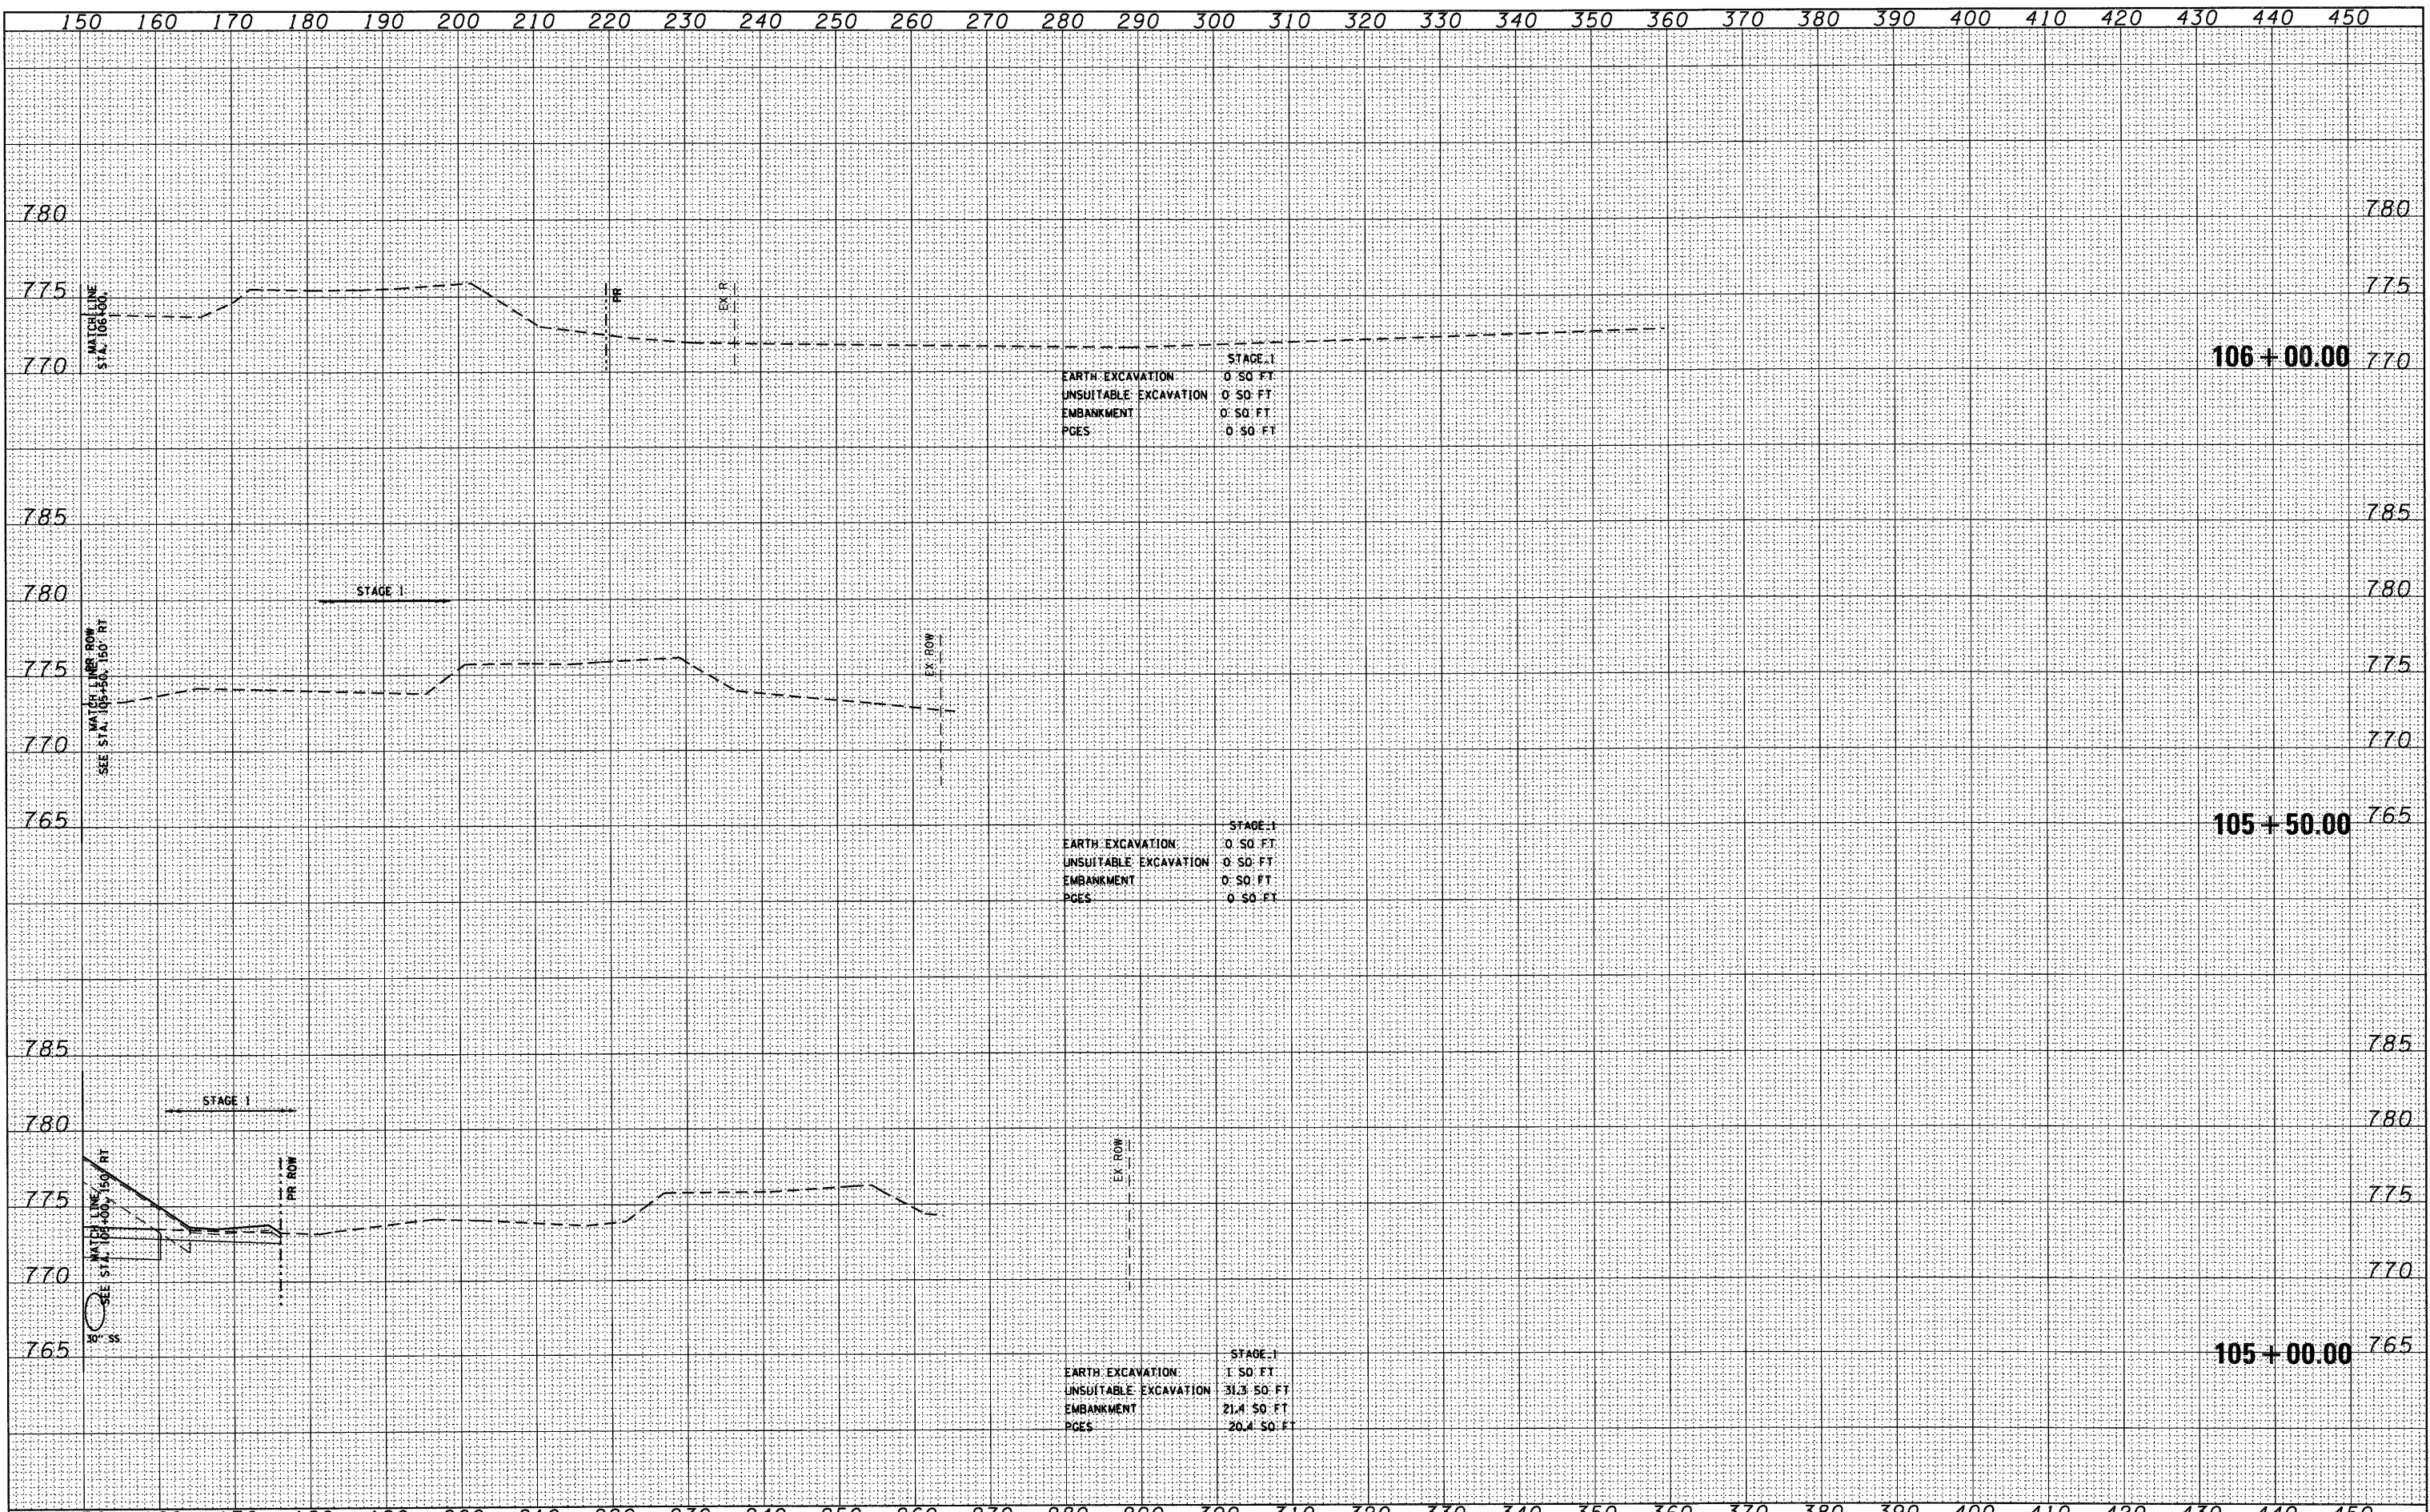 150 160 170 180 190 200 210 220 230 240 250 260 270 280 290 300 310 320 330 340 350 360 370 380 390 400 410 420 430 440 450
780 780
775 775
MATCH LINE
STA. 106+00,
PR
EX R
770 106+00.00 770
STAGE 1
EARTH EXCAVATION 0 SQ FT
UNSUITABLE EXCAVATION 0 SQ FT
EMBANKMENT 0 SQ FT
PGES 0 SQ FT
785 785
780 780
STAGE 1
PR ROW
MATCH LINE
SEE STA. 105+50, 150' RT
EX ROW
775 775
770 770
765 105+50.00 765
STAGE 1
EARTH EXCAVATION 0 SQ FT
UNSUITABLE EXCAVATION 0 SQ FT
EMBANKMENT 0 SQ FT
PGES 0 SQ FT
785 785
STAGE 1
780 780
MATCH LINE
SEE STA. 105+00, 150' RT
PR ROW
EX ROW
775 775
770 770
30" SS
765 105+00.00 765
STAGE 1
EARTH EXCAVATION 1 SQ FT
UNSUITABLE EXCAVATION 31.3 SQ FT
EMBANKMENT 21.4 SQ FT
PGES 20.4 SQ FT